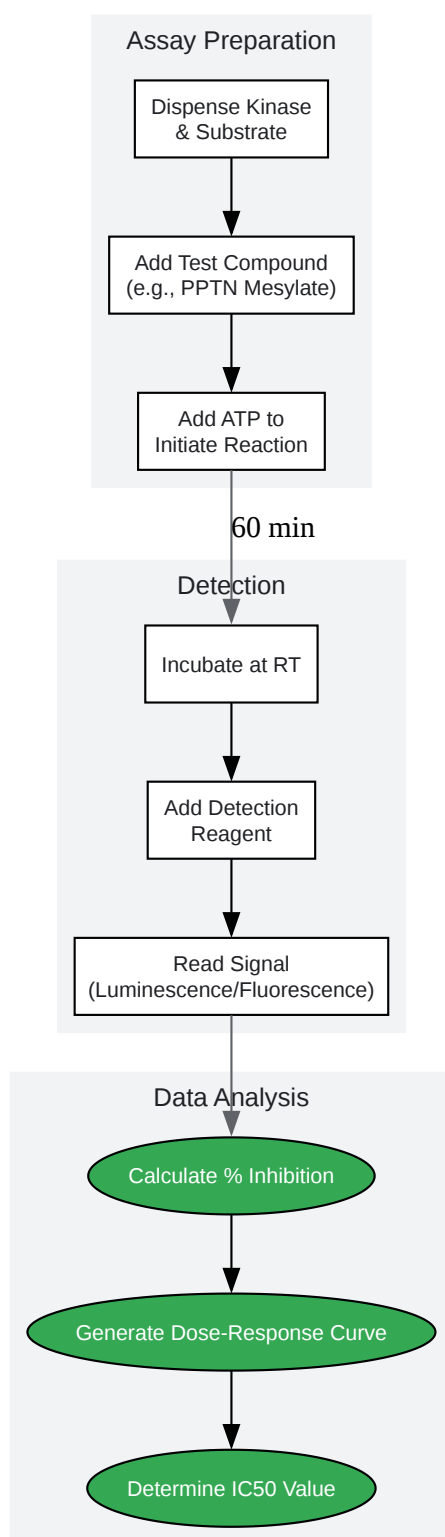 Assay Preparation
Dispense Kinase
& Substrate
Add Test Compound
(e.g., PPTN Mesylate)
Add ATP to
Initiate Reaction
60 min
Detection
Incubate at RT
Add Detection
Reagent
Read Signal
(Luminescence/Fluorescence)
Data Analysis
Calculate % Inhibition
Generate Dose-Response Curve
Determine IC50 Value